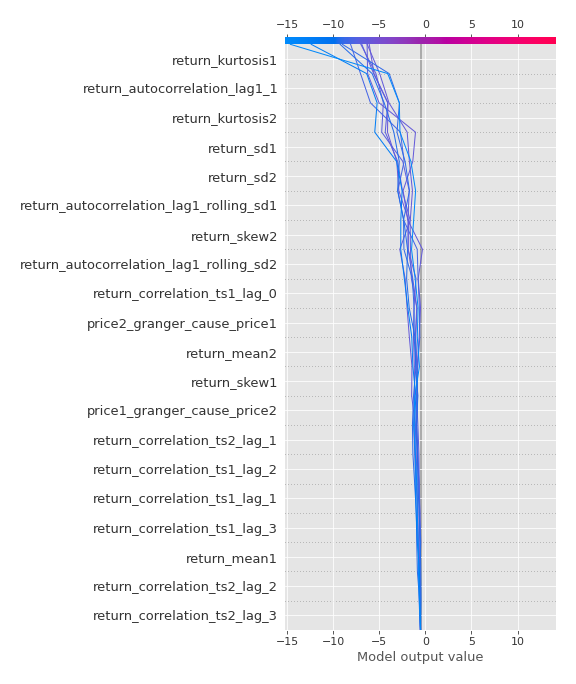 −15 −10 −5 0 5 10
return_kurtosis1
return_autocorrelation_lag1_1
return_kurtosis2
return_sd1
return_sd2
return_autocorrelation_lag1_rolling_sd1
return_skew2
return_autocorrelation_lag1_rolling_sd2
return_correlation_ts1_lag_0
price2_granger_cause_price1
return_mean2
return_skew1
price1_granger_cause_price2
return_correlation_ts2_lag_1
return_correlation_ts1_lag_2
return_correlation_ts1_lag_1
return_correlation_ts1_lag_3
return_mean1
return_correlation_ts2_lag_2
return_correlation_ts2_lag_3
−15 −10 −5 0 5 10
Model output value